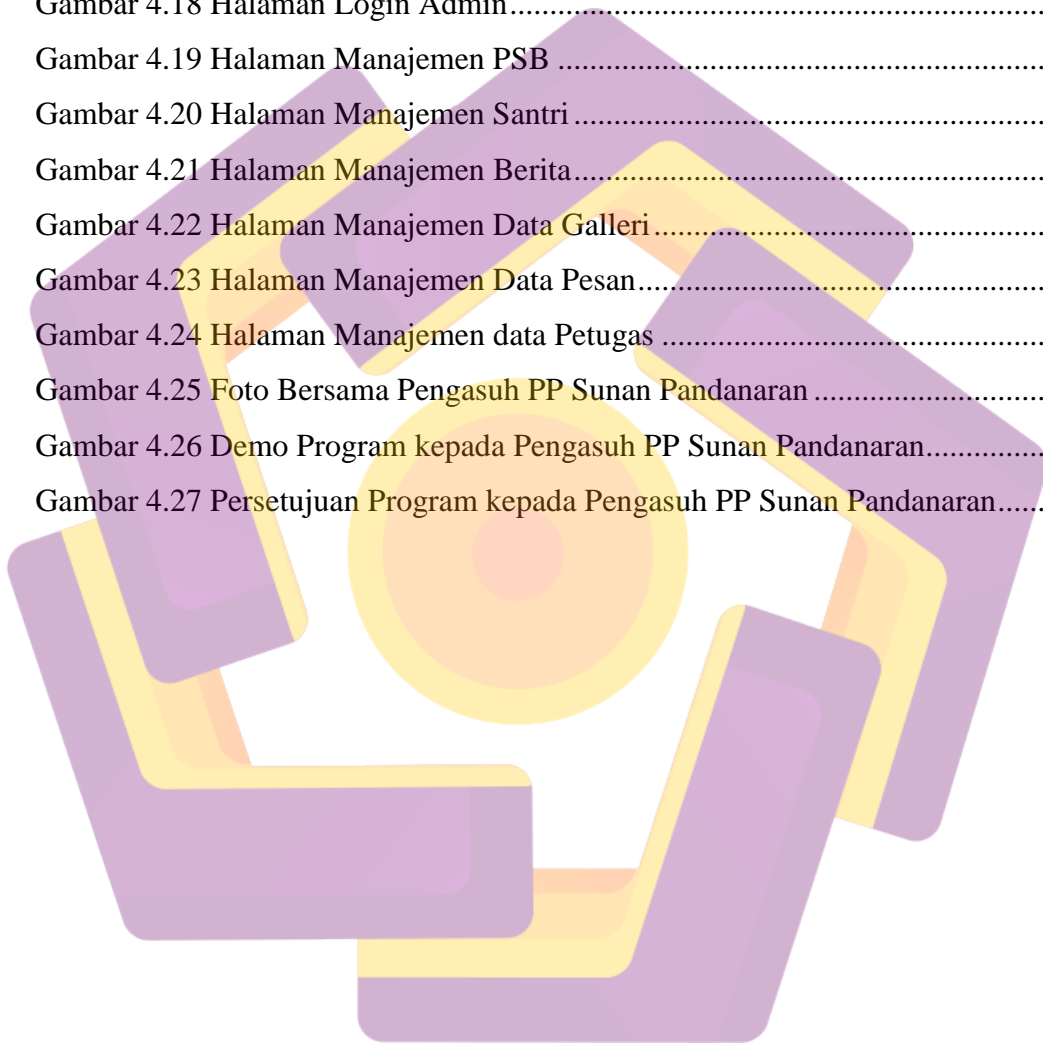 Gambar 4.18 Halaman Login Admin.......................................................................
Gambar 4.19 Halaman Manajemen PSB .................................................................
Gambar 4.20 Halaman Manajemen Santri ...............................................................
Gambar 4.21 Halaman Manajemen Berita...............................................................
Gambar 4.22 Halaman Manajemen Data Galleri .....................................................
Gambar 4.23 Halaman Manajemen Data Pesan.......................................................
Gambar 4.24 Halaman Manajemen data Petugas ....................................................
Gambar 4.25 Foto Bersama Pengasuh PP Sunan Pandanaran ................................
Gambar 4.26 Demo Program kepada Pengasuh PP Sunan Pandanaran..................
Gambar 4.27 Persetujuan Program kepada Pengasuh PP Sunan Pandanaran......